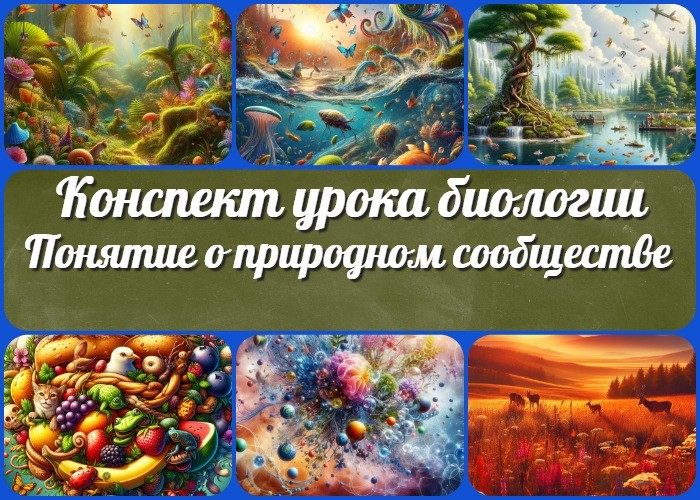 Конспект урока биологии
Понятие о природном сообществе